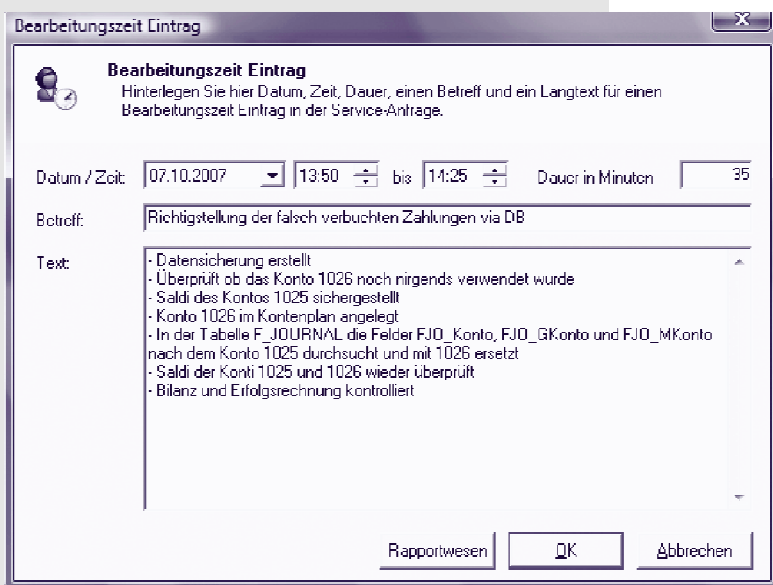 Bearbeitungszeit Eintrag
Bearbeitungszeit Eintrag
Hinterlegen Sie hier Datum, Zeit, Dauer, einen Betreff und ein Langtext für einen
Bearbeitungszeit Eintrag in der Service-Anfrage.
Datum / Zeit: 07.10.2007 13:50 bis 14:25 Dauer in Minuten 35
Betreff: Richtigstellung der falsch verbuchten Zahlungen via DB
Text: - Datensicherung erstellt
- Überprüft ob das Konto 1026 noch nirgends verwendet wurde
- Saldi des Kontos 1025 sichergestellt
- Konto 1026 im Kontenplan angelegt
- In der Tabelle F_JOURNAL die Felder FJO_Konto, FJO_GKonto und FJO_MKonto
nach dem Konto 1025 durchsucht und mit 1026 ersetzt
- Saldi der Konti 1025 und 1026 wieder überprüft
- Bilanz und Erfolgsrechnung kontrolliert
Rapportwesen OK Abbrechen